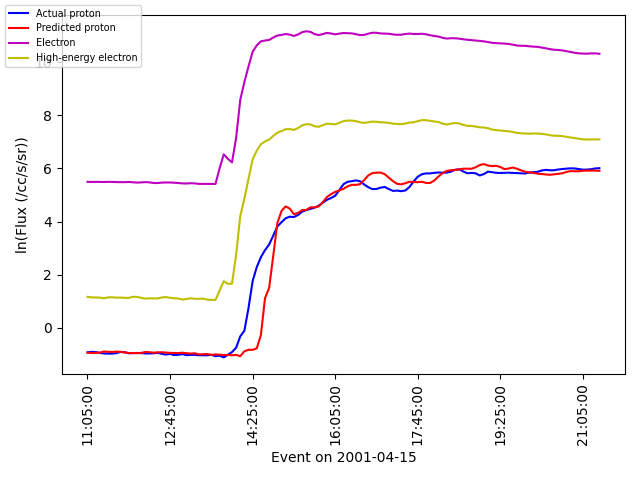 Actual proton
Predicted proton
Electron
High-energy electron
10
8
6
4
2
0
ln(Flux (/cc/s/sr))
11:05:00
12:45:00
14:25:00
16:05:00
17:45:00
19:25:00
21:05:00
Event on 2001-04-15